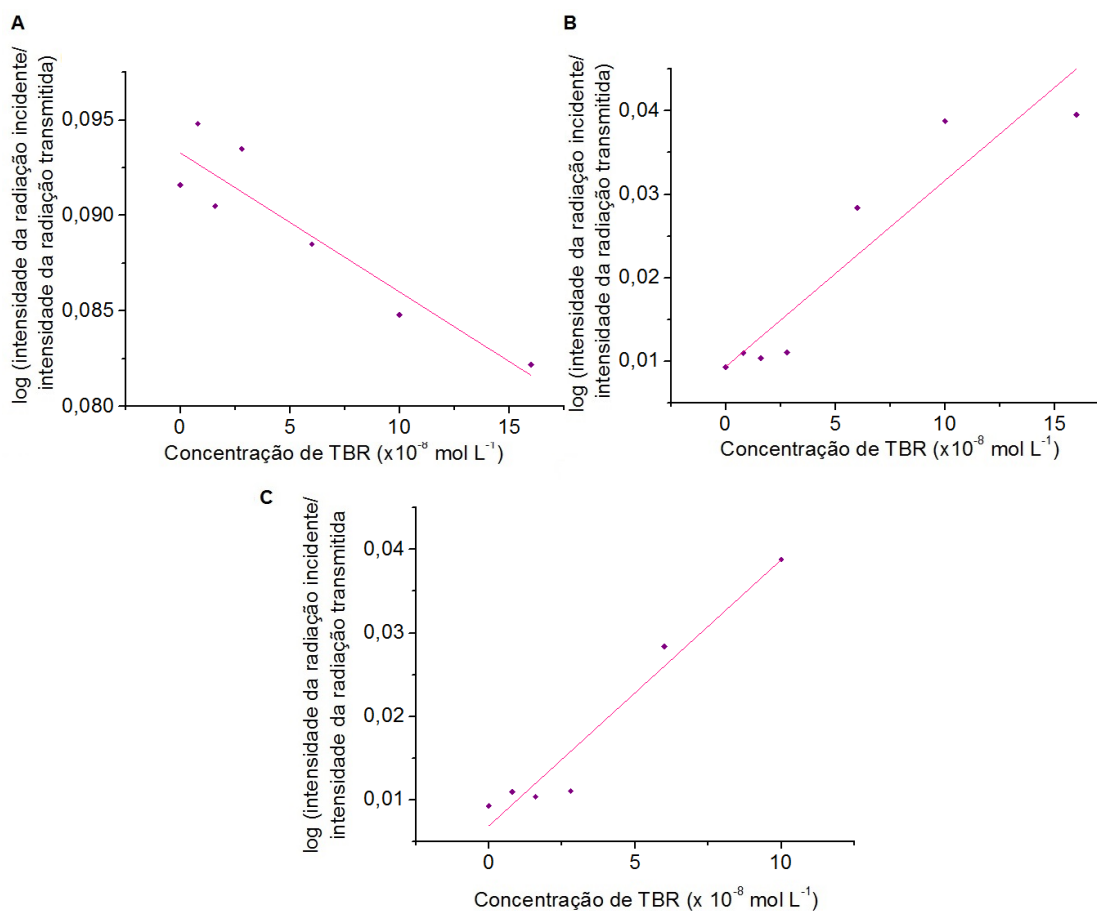 A
log (intensidade da radiação incidente/
intensidade da radiação transmitida)
0,095
0,090
0,085
0,080
0
5
10
15
Concentração de TBR (x10⁻⁸ mol L⁻¹)
B
log (intensidade da radiação incidente/
intensidade da radiação transmitida)
0,04
0,03
0,02
0,01
0
5
10
15
Concentração de TBR (x10⁻⁸ mol L⁻¹)
C
log (intensidade da radiação incidente/
intensidade da radiação transmitida
0,04
0,03
0,02
0,01
0
5
10
Concentração de TBR (x 10⁻⁸ mol L⁻¹)